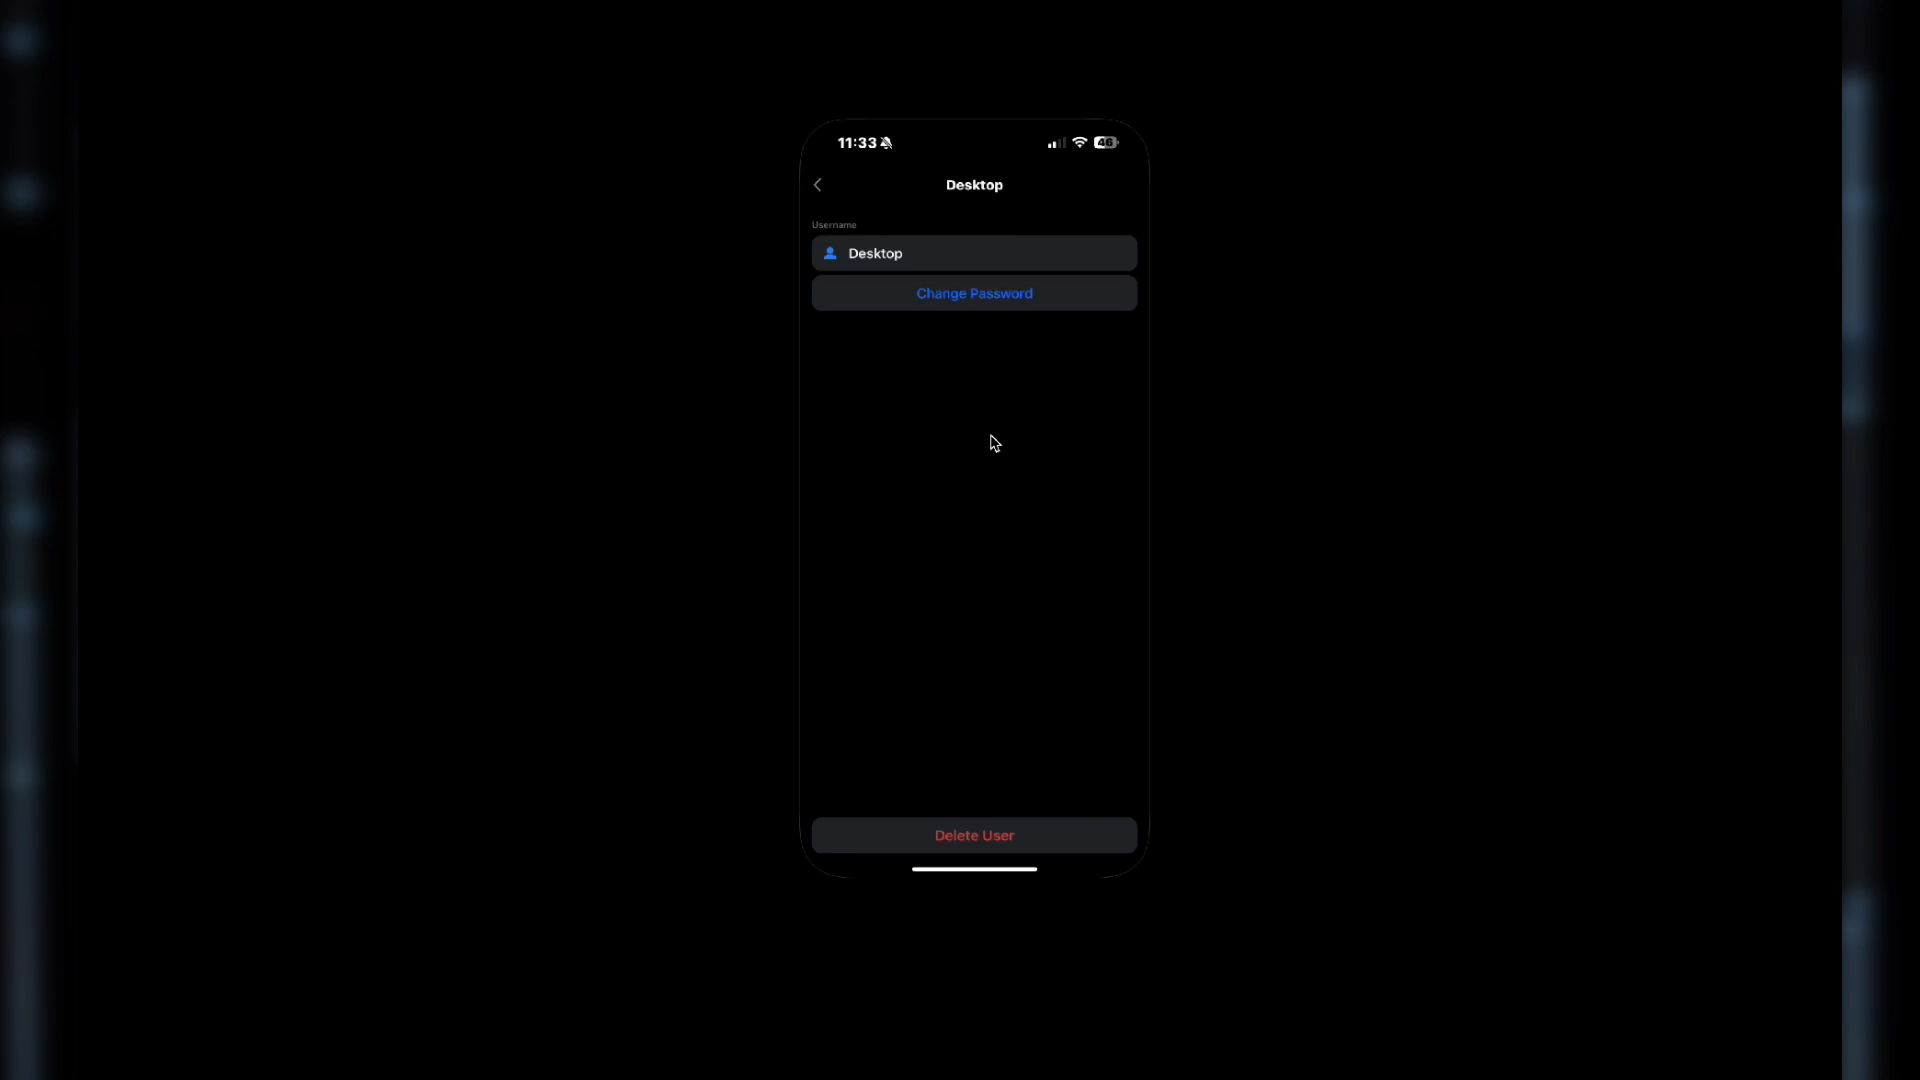 11:33
46
Desktop
Username
Desktop
Change Password
Delete User